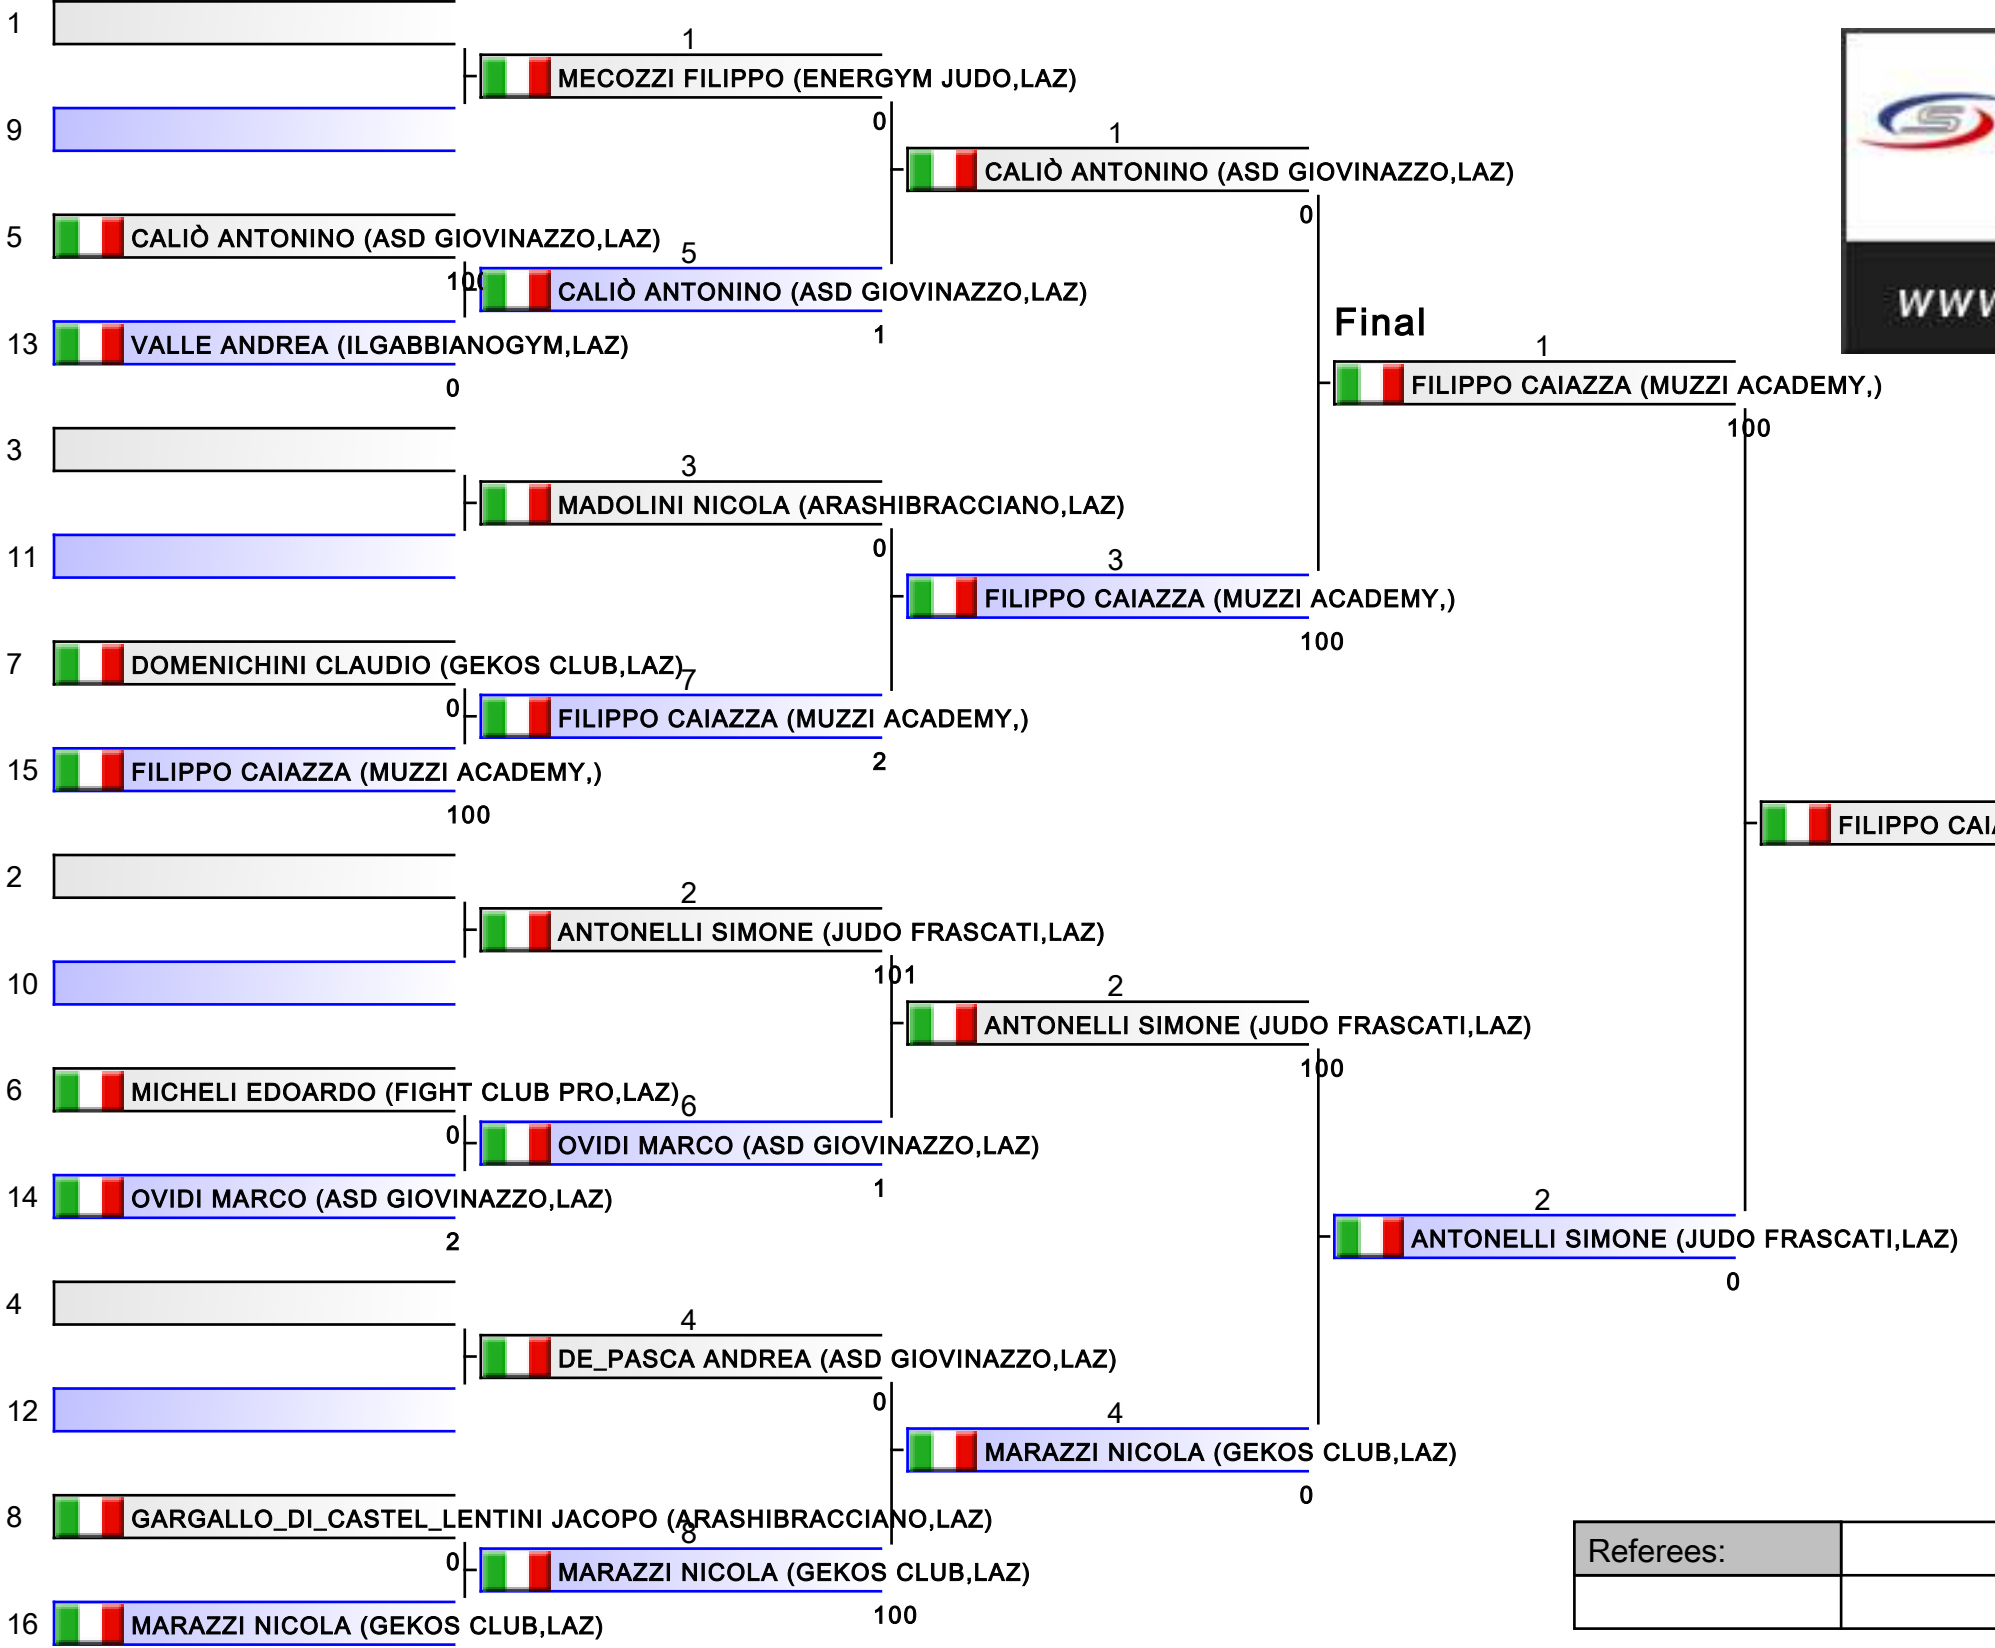 1
1
MECOZZI FILIPPO (ENERGYM JUDO,LAZ)
0
9
1
CALIÒ ANTONINO (ASD GIOVINAZZO,LAZ)
0
5
CALIÒ ANTONINO (ASD GIOVINAZZO,LAZ)
5
100
CALIÒ ANTONINO (ASD GIOVINAZZO,LAZ)
1
Final
13
VALLE ANDREA (ILGABBIANOGYM,LAZ)
0
1
FILIPPO CAIAZZA (MUZZI ACADEMY,)
100
3
3
MADOLINI NICOLA (ARASHIBRACCIANO,LAZ)
0
11
3
FILIPPO CAIAZZA (MUZZI ACADEMY,)
100
7
DOMENICHINI CLAUDIO (GEKOS CLUB,LAZ)
7
0
FILIPPO CAIAZZA (MUZZI ACADEMY,)
2
15
FILIPPO CAIAZZA (MUZZI ACADEMY,)
100
FILIPPO
2
2
ANTONELLI SIMONE (JUDO FRASCATI,LAZ)
101
10
2
ANTONELLI SIMONE (JUDO FRASCATI,LAZ)
100
6
MICHELI EDOARDO (FIGHT CLUB PRO,LAZ)
6
0
OVIDI MARCO (ASD GIOVINAZZO,LAZ)
1
14
OVIDI MARCO (ASD GIOVINAZZO,LAZ)
2
2
ANTONELLI SIMONE (JUDO FRASCATI,LAZ)
0
4
4
DE_PASCA ANDREA (ASD GIOVINAZZO,LAZ)
0
12
4
MARAZZI NICOLA (GEKOS CLUB,LAZ)
0
8
GARGALLO_DI_CASTEL_LENTINI JACOPO (ARASHIBRACCIANO,LAZ)
8
0
MARAZZI NICOLA (GEKOS CLUB,LAZ)
100
16
MARAZZI NICOLA (GEKOS CLUB,LAZ)
Referees: